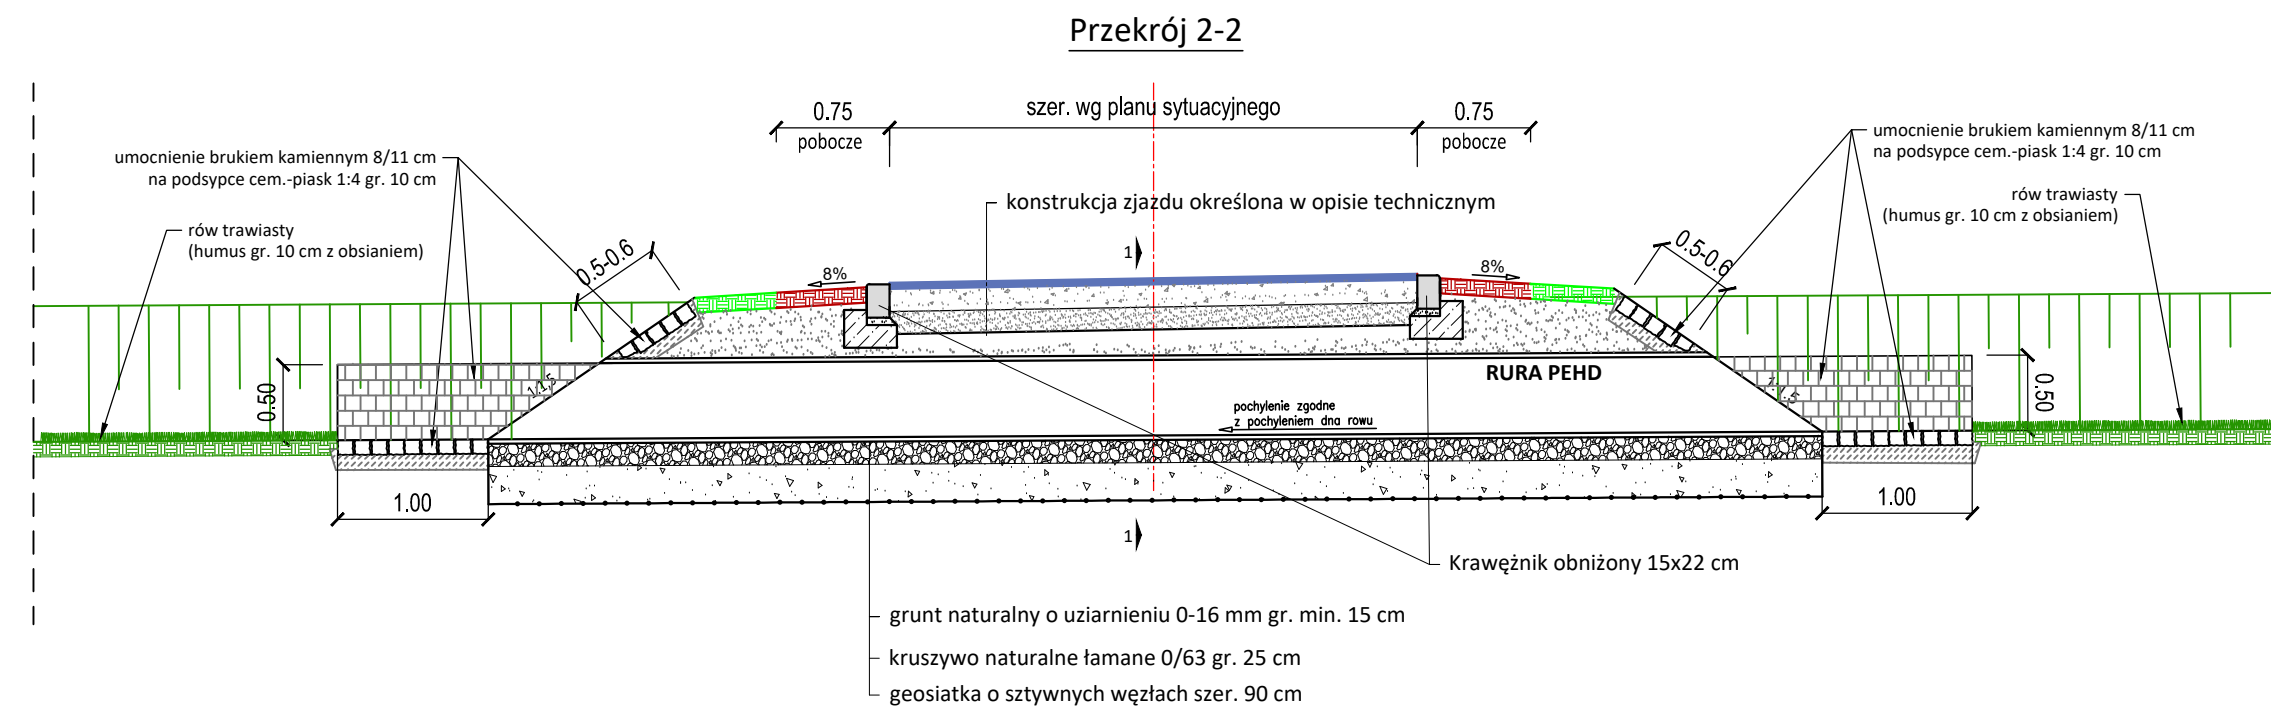 Przekrój 2-2
0.75
szer. wg planu sytuacyjnego
0.75
pobocze
pobocze
umocnienie brukiem kamiennym 8/11 cm
na podsypce cem.-piask 1:4 gr. 10 cm
umocnienie brukiem kamiennym 8/11 cm
na podsypce cem.-piask 1:4 gr. 10 cm
rów trawiasty
(humus gr. 10 cm z obsianiem)
rów trawiasty
(humus gr. 10 cm z obsianiem)
konstrukcja zjazdu określona w opisie technicznym
0.5-0.6
0.5-0.6
1
8%
8%
RURA PEHD
1:1,5
1:1,5
0.50
0.50
pochylenie zgodne
z pochyleniem dna rowu
1.00
1.00
1
Krawężnik obniżony 15x22 cm
grunt naturalny o uziarnieniu 0-16 mm gr. min. 15 cm
kruszywo naturalne łamane 0/63 gr. 25 cm
geosiatka o sztywnych węzłach szer. 90 cm